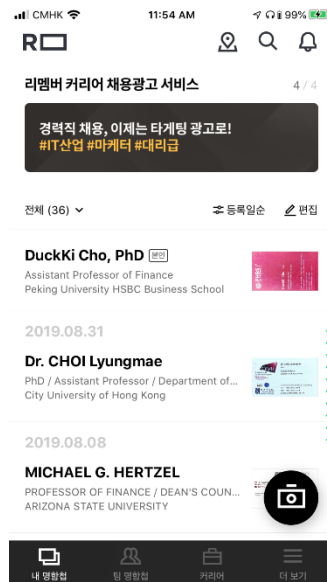 CMHK 11:54 AM 99%
R
리멤버 커리어 채용광고 서비스 4 / 4
경력직 채용, 이제는 타게팅 광고로!
#IT산업 #마케터 #대리급
전체 (36) 등록일순 편집
DuckKi Cho, PhD 본인
Assistant Professor of Finance
Peking University HSBC Business School
2019.08.31
Dr. CHOI Lyungmae
PhD / Assistant Professor / Department of...
City University of Hong Kong
2019.08.08
MICHAEL G. HERTZEL
PROFESSOR OF FINANCE / DEAN'S COUN...
ARIZONA STATE UNIVERSITY
내 명함첩 팀 명함첩 커리어 더 보기